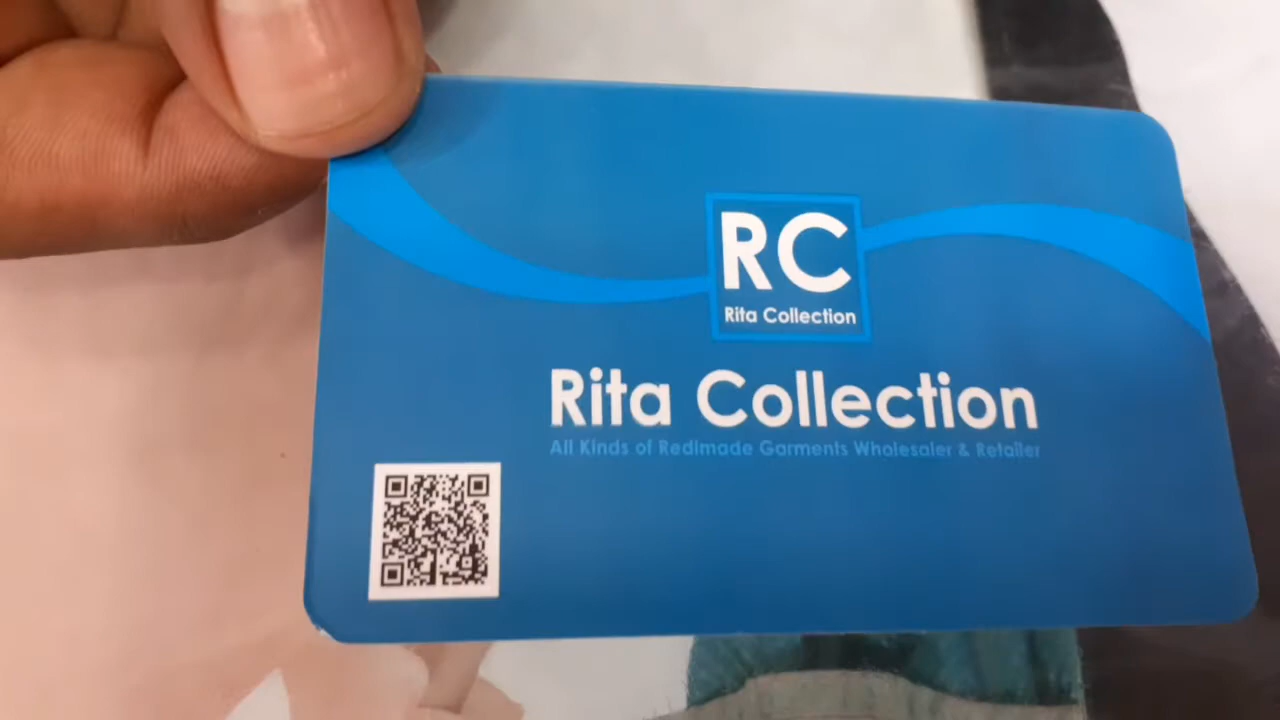 RC
Rita Collection
Rita Collection
All Kinds of Redimade Garments Wholesaler & Retailer